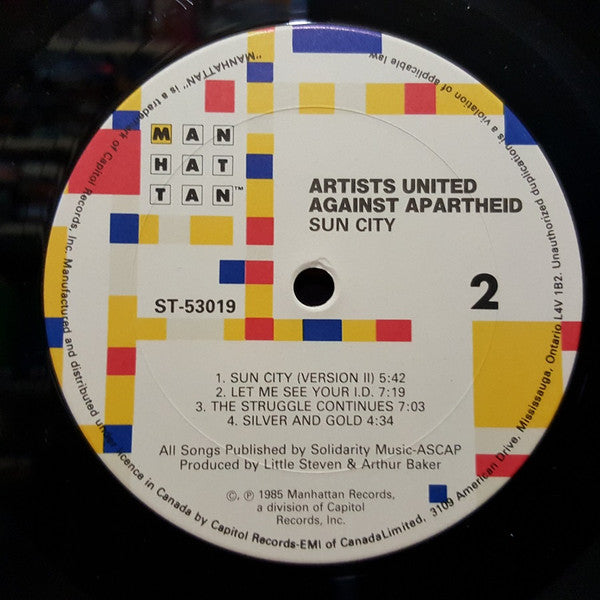 MAN
HAT
TAN™
ARTISTS UNITED
AGAINST APARTHEID
SUN CITY
ST-53019
2
1. SUN CITY (VERSION II) 5:42
2. LET ME SEE YOUR I.D. 7:19
3. THE STRUGGLE CONTINUES 7:03
4. SILVER AND GOLD 4:34
All Songs Published by Solidarity Music-ASCAP
Produced by Little Steven & Arthur Baker
©, ℗ 1985 Manhattan Records,
a division of Capitol
Records, Inc.
"MANHATTAN" is a trademark of Capitol Records, Inc. Manufactured and distributed under licence in Canada by Capitol Records-EMI of Canada Limited, 3109 American Drive, Mississauga, Ontario L4V 1B2. Unauthorized duplication is a violation of applicable law